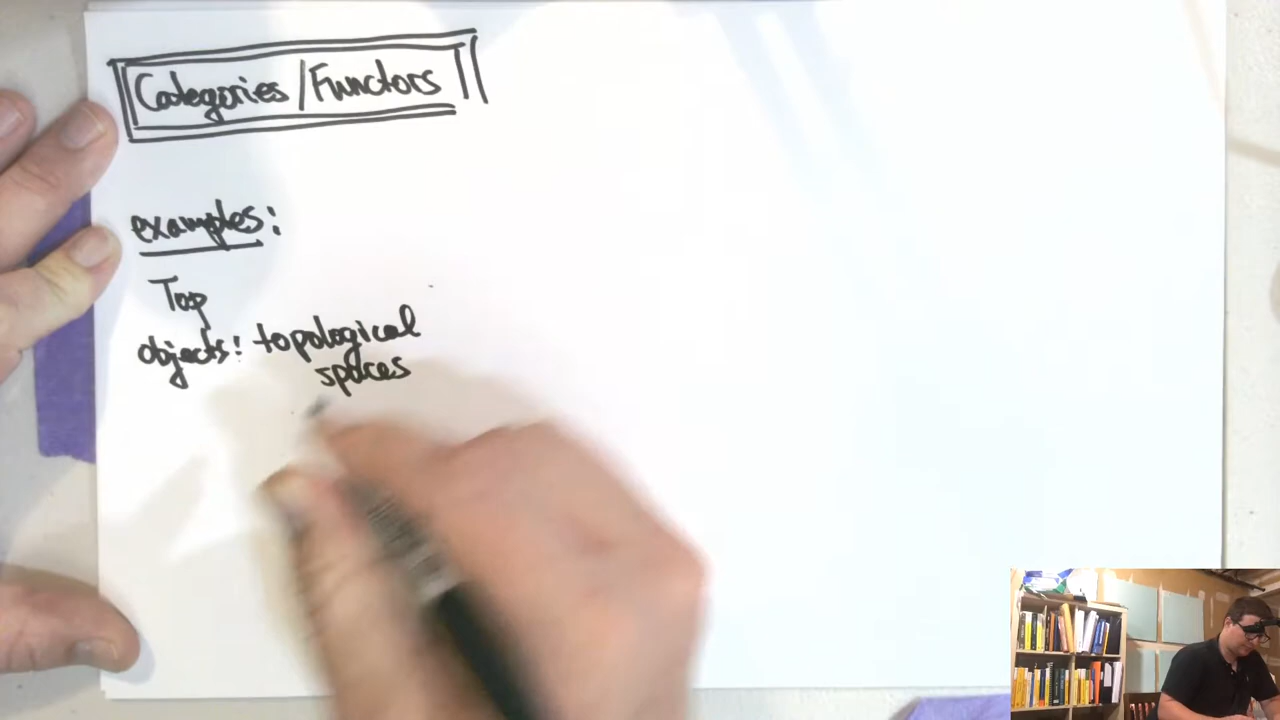 Categories/Functors
examples:
Top
objects: topological
spaces